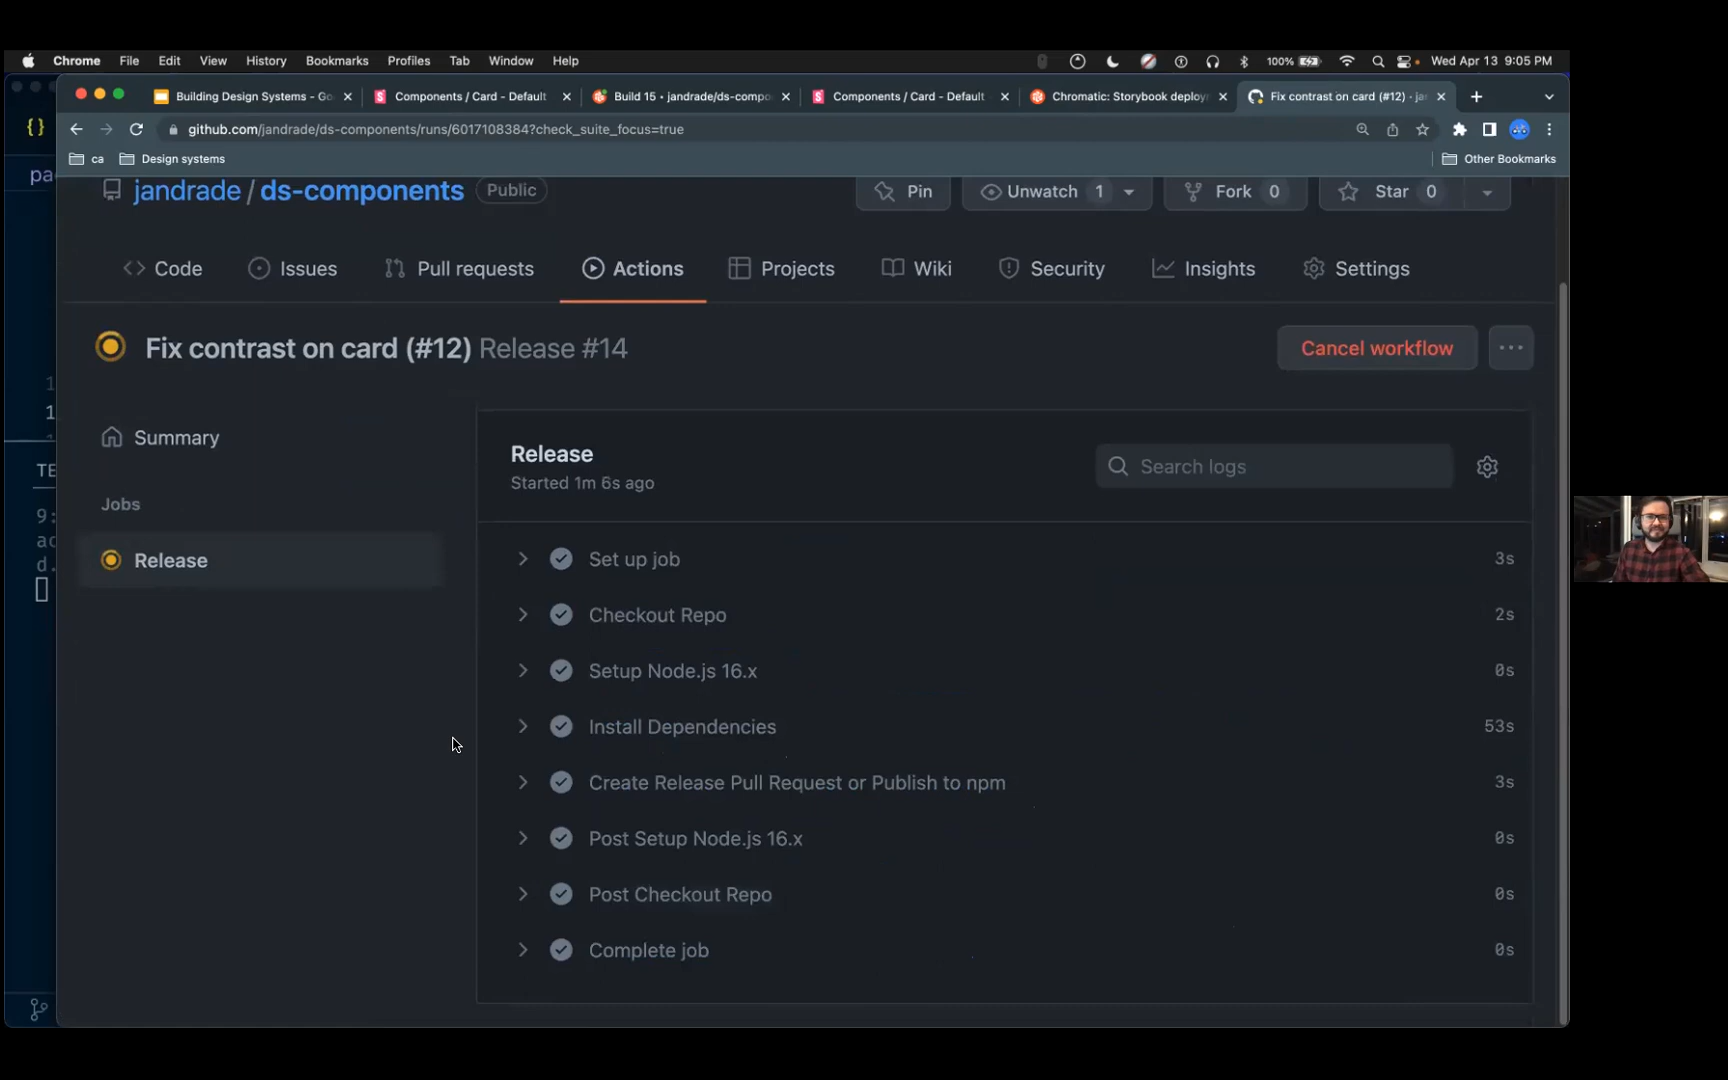 Chrome File Edit View History Bookmarks Profiles Tab Window Help 100% Wed Apr 13 9:05 PM
Building Design Systems - Go
Components / Card - Default
Build 15 • jandrade/ds-compo
Components / Card - Default
Chromatic: Storybook deploy
Fix contrast on card (#12) · ja
github.com/jandrade/ds-components/runs/6017108384?check_suite_focus=true
ca Design systems Other Bookmarks
{}
pa
jandrade / ds-components Public Pin Unwatch 1 Fork 0 Star 0
Code Issues Pull requests Actions Projects Wiki Security Insights Settings
Fix contrast on card (#12) Release #14 Cancel workflow ...
1
1
TE
9:
ac
d.
Summary
Jobs
Release
Release
Started 1m 6s ago
Search logs
Set up job 3s
Checkout Repo 2s
Setup Node.js 16.x 0s
Install Dependencies 53s
Create Release Pull Request or Publish to npm 3s
Post Setup Node.js 16.x 0s
Post Checkout Repo 0s
Complete job 0s